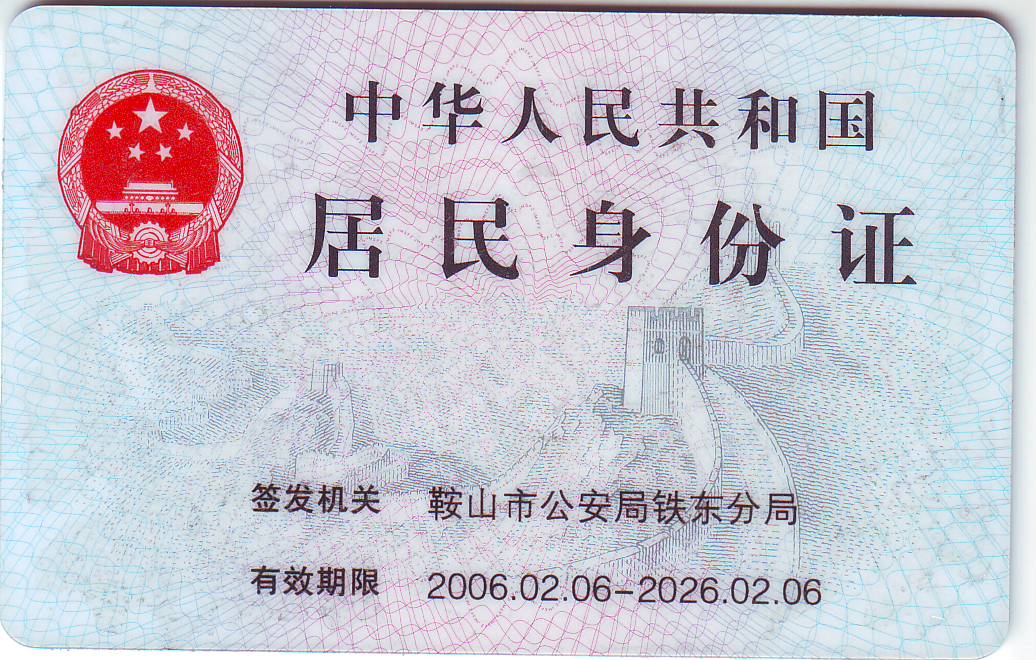 中华人民共和国
居民身份证
签发机关 鞍山市公安局铁东分局
有效期限 2006.02.06-2026.02.06